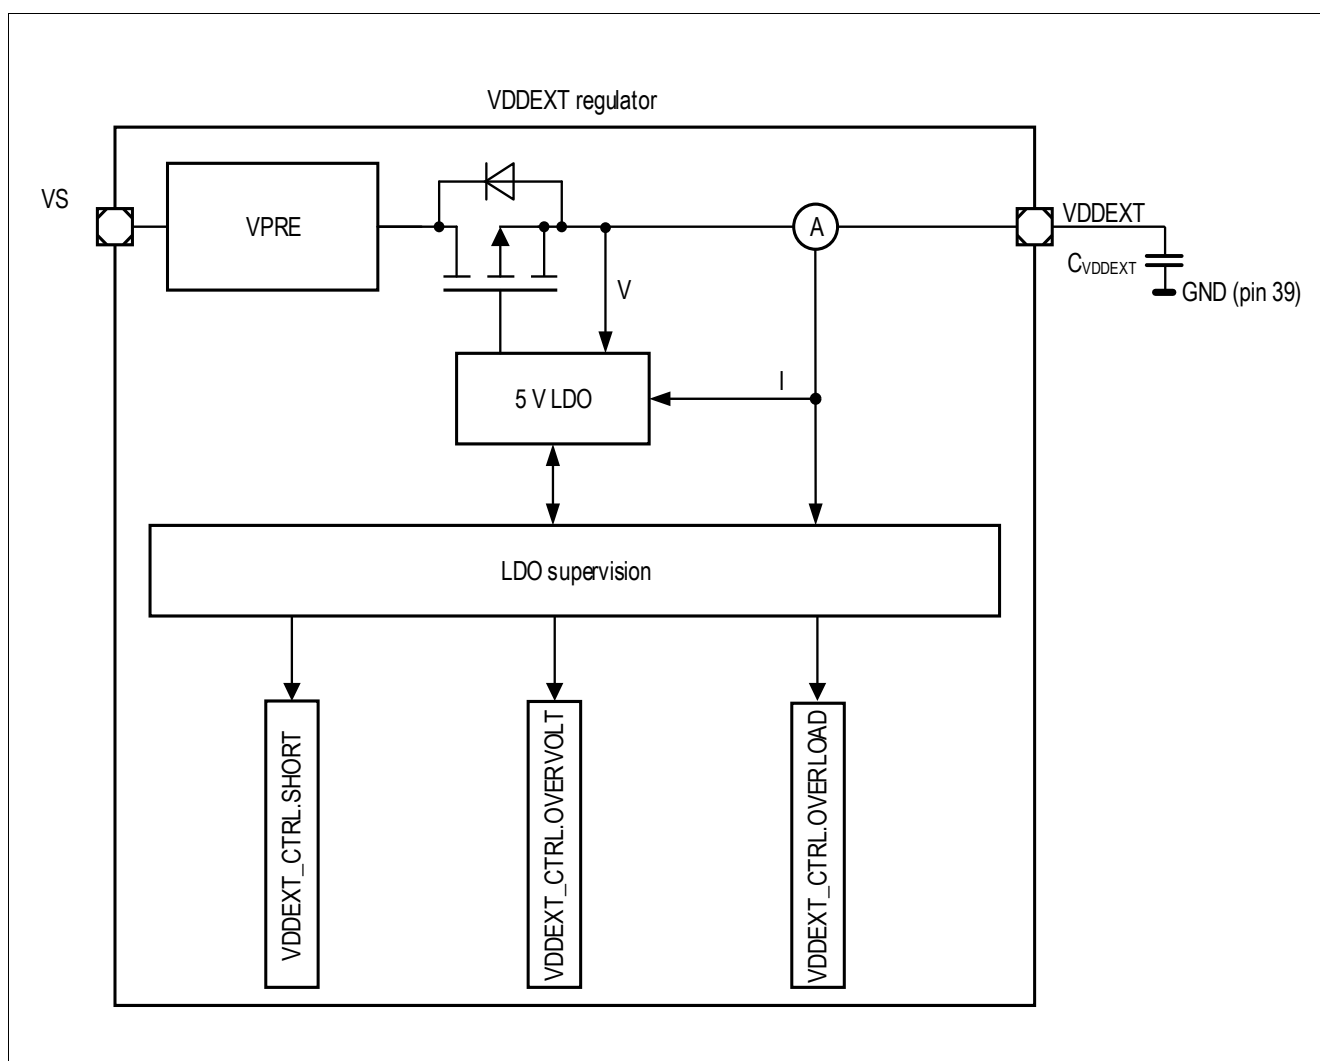 VDDEXT regulator
VS
VPRE
A
VDDEXT
CVDDEXT
GND (pin 39)
V
I
5 V LDO
LDO supervision
VDDEXT_CTRL.SHORT
VDDEXT_CTRL.OVERVOLT
VDDEXT_CTRL.OVERLOAD